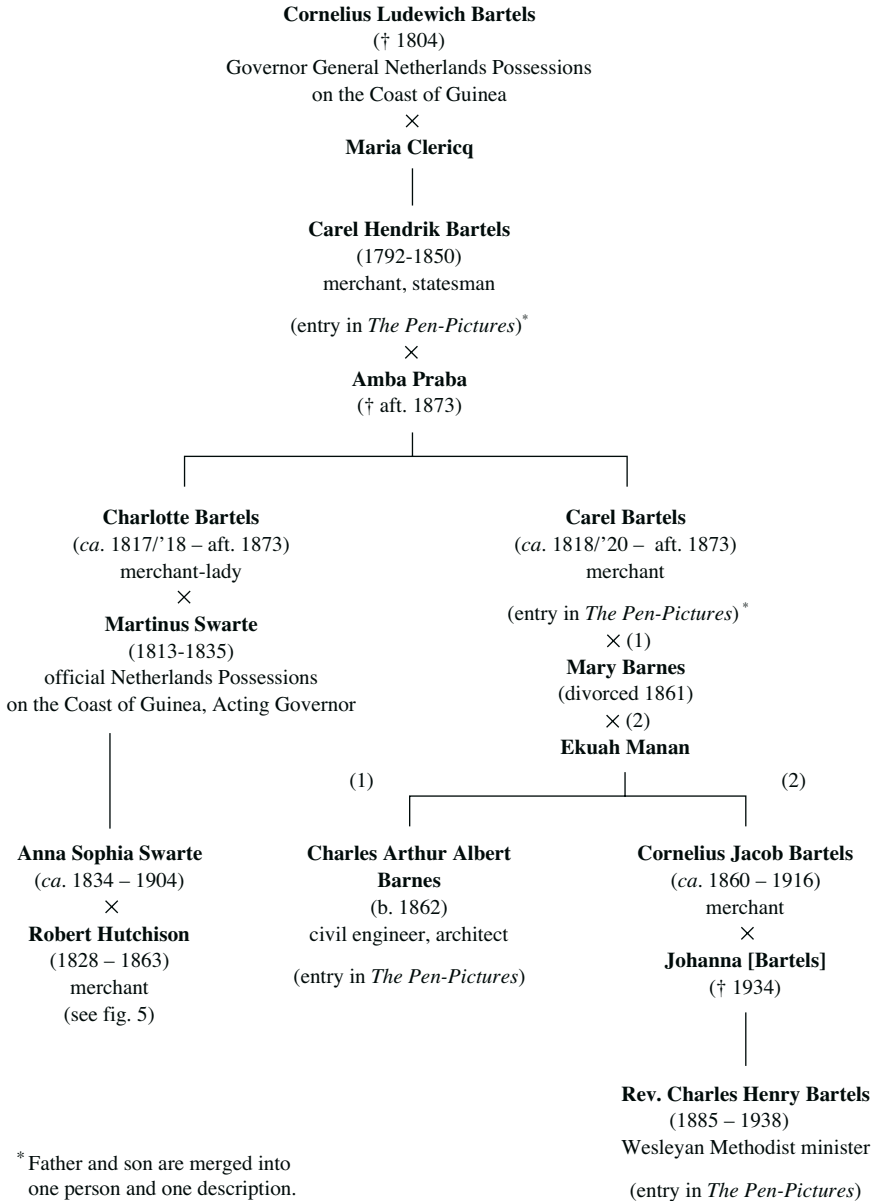 Cornelius Ludewich Bartels
(† 1804)
Governor General Netherlands Possessions
on the Coast of Guinea
×
Maria Clericq
Carel Hendrik Bartels
(1792-1850)
merchant, statesman
(entry in The Pen-Pictures)*
×
Amba Praba
(† aft. 1873)
Charlotte Bartels
(ca. 1817/'18 – aft. 1873)
merchant-lady
×
Martinus Swarte
(1813-1835)
official Netherlands Possessions
on the Coast of Guinea, Acting Governor
Carel Bartels
(ca. 1818/'20 – aft. 1873)
merchant
(entry in The Pen-Pictures)*
× (1)
Mary Barnes
(divorced 1861)
× (2)
Ekuah Manan
(1)
(2)
Anna Sophia Swarte
(ca. 1834 – 1904)
×
Robert Hutchison
(1828 – 1863)
merchant
(see fig. 5)
Charles Arthur Albert
Barnes
(b. 1862)
civil engineer, architect
(entry in The Pen-Pictures)
Cornelius Jacob Bartels
(ca. 1860 – 1916)
merchant
×
Johanna [Bartels]
(† 1934)
Rev. Charles Henry Bartels
(1885 – 1938)
Wesleyan Methodist minister
(entry in The Pen-Pictures)
* Father and son are merged into
one person and one description.